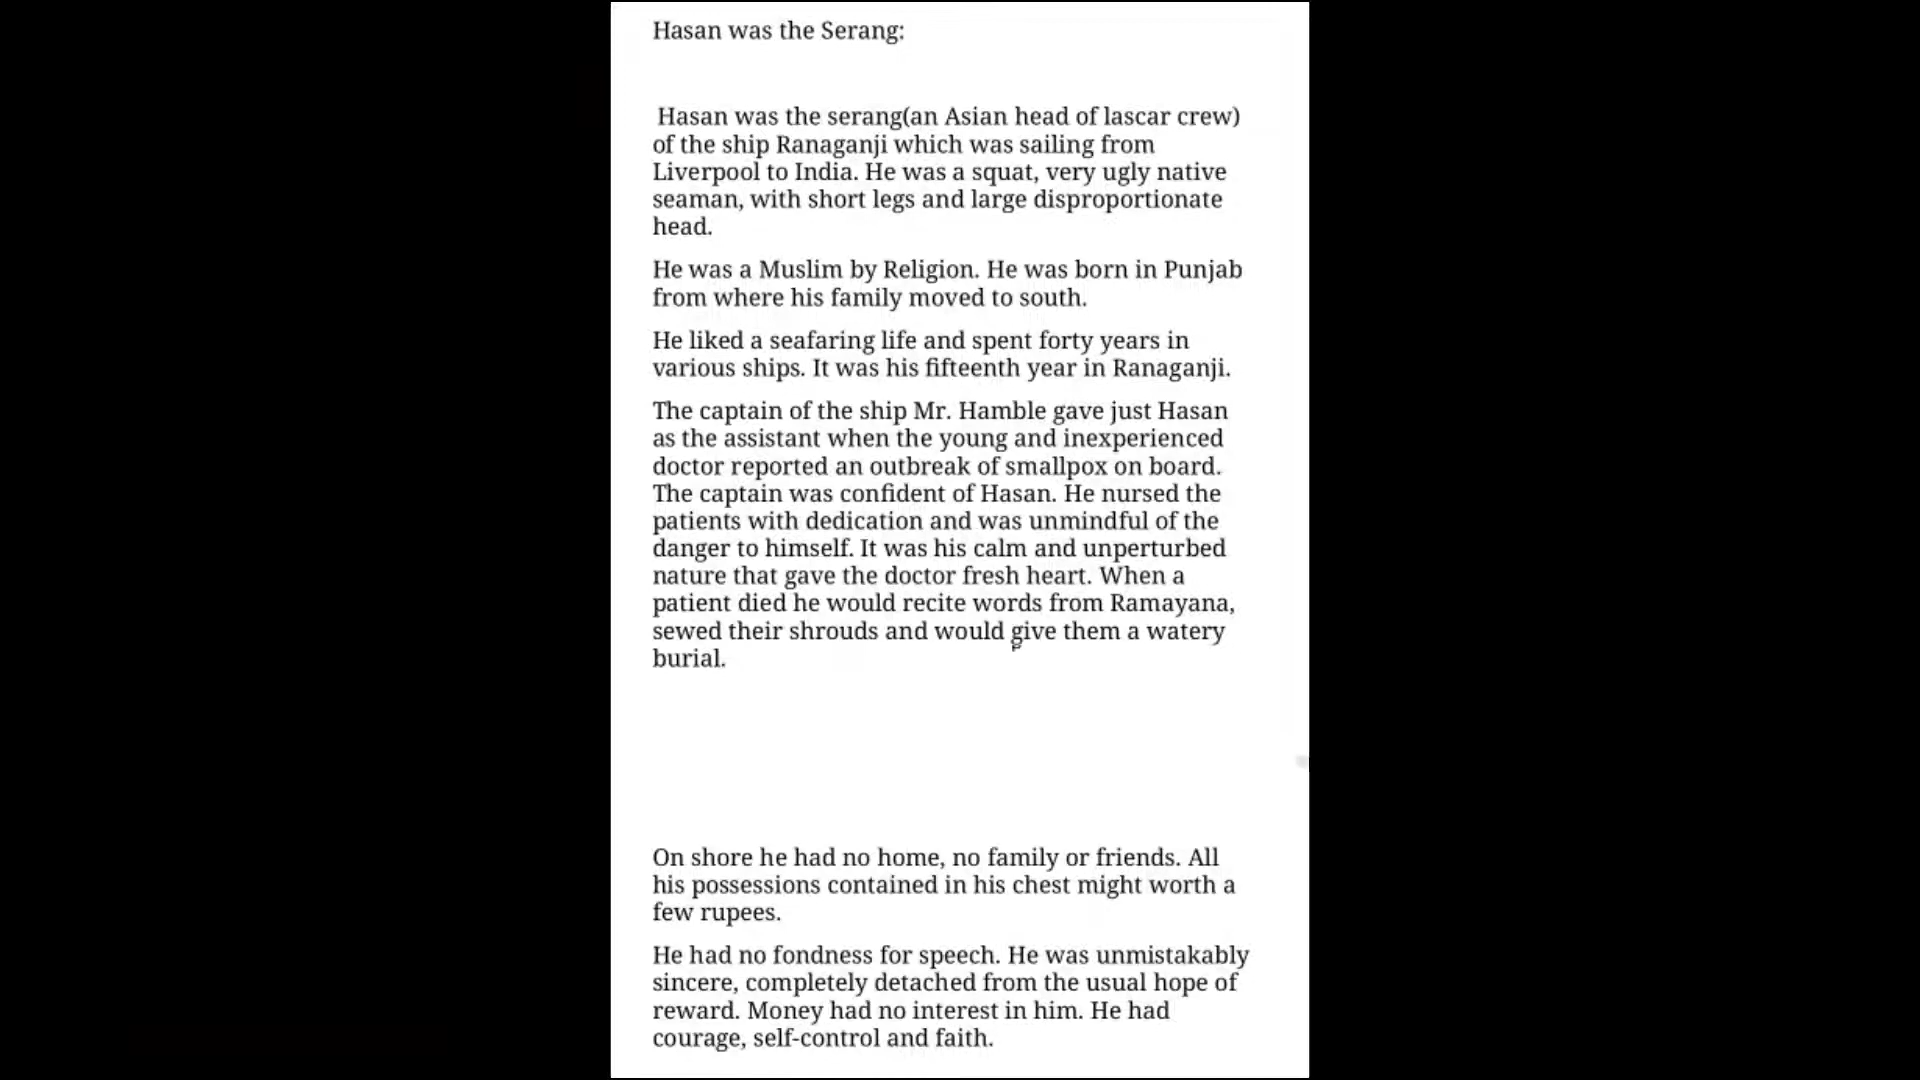 Hasan was the Serang:
Hasan was the serang(an Asian head of lascar crew)
of the ship Ranaganji which was sailing from
Liverpool to India. He was a squat, very ugly native
seaman, with short legs and large disproportionate
head.
He was a Muslim by Religion. He was born in Punjab
from where his family moved to south.
He liked a seafaring life and spent forty years in
various ships. It was his fifteenth year in Ranaganji.
The captain of the ship Mr. Hamble gave just Hasan
as the assistant when the young and inexperienced
doctor reported an outbreak of smallpox on board.
The captain was confident of Hasan. He nursed the
patients with dedication and was unmindful of the
danger to himself. It was his calm and unperturbed
nature that gave the doctor fresh heart. When a
patient died he would recite words from Ramayana,
sewed their shrouds and would give them a watery
burial.
On shore he had no home, no family or friends. All
his possessions contained in his chest might worth a
few rupees.
He had no fondness for speech. He was unmistakably
sincere, completely detached from the usual hope of
reward. Money had no interest in him. He had
courage, self-control and faith.